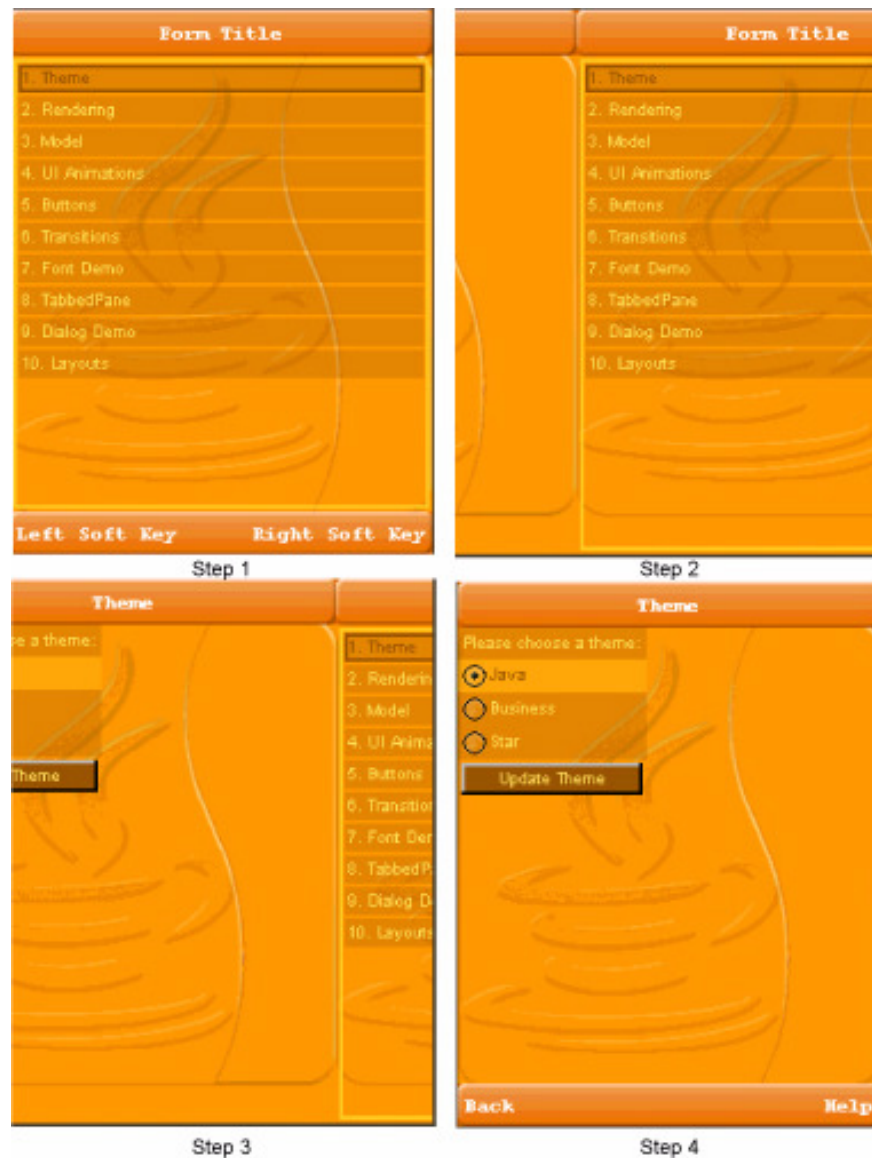 Form Title
1. Theme
2. Rendering
3. Model
4. UI Animations
5. Buttons
6. Transitions
7. Font Demo
8. TabbedPane
9. Dialog Demo
10. Layouts
Left Soft Key Right Soft Key
Step 1
Form Title
1. Theme
2. Rendering
3. Model
4. UI Animations
5. Buttons
6. Transitions
7. Font Demo
8. TabbedPane
9. Dialog Demo
10. Layouts
Step 2
Theme
se a theme:
Theme
1. Theme
2. Renderin
3. Model
4. UI Anima
5. Buttons
6. Transition
7. Font Der
8. TabbedP
9. Dialog D
10. Layouts
Step 3
Theme
Please choose a theme:
Java
Business
Star
Update Theme
Back Help
Step 4